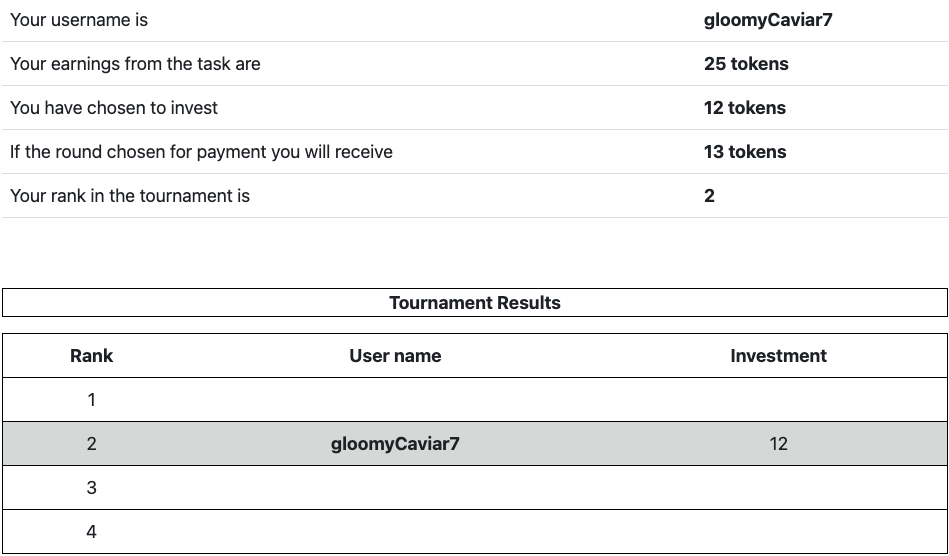 Your username is gloomyCaviar7
Your earnings from the task are 25 tokens
You have chosen to invest 12 tokens
If the round chosen for payment you will receive 13 tokens
Your rank in the tournament is 2
Tournament Results
Rank User name Investment
1
2 gloomyCaviar7 12
3
4